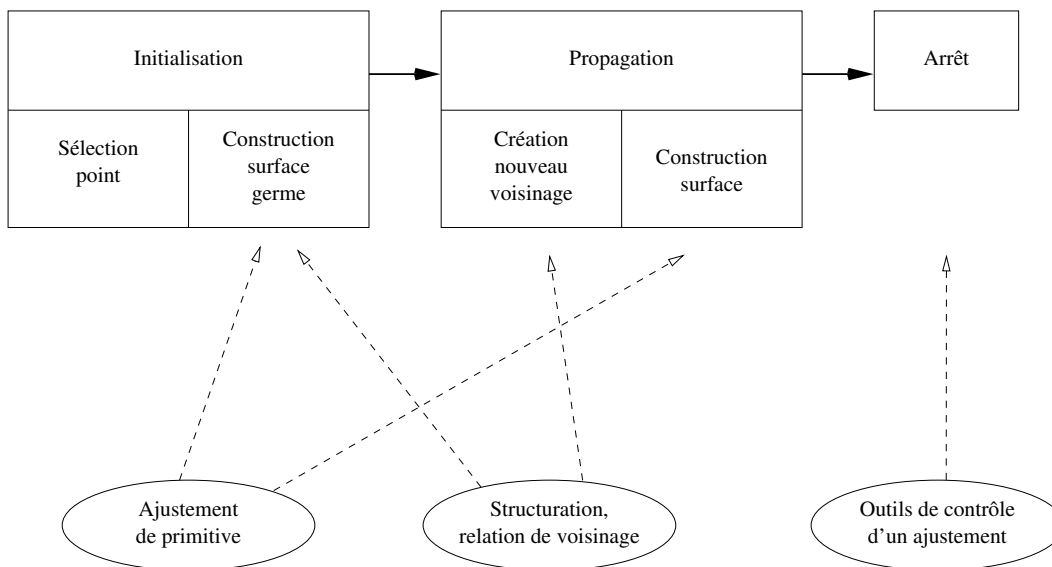 Initialisation
Propagation
Arrêt
Sélection
point
Construction
surface
germe
Création
nouveau
voisinage
Construction
surface
Ajustement
de primitive
Structuration,
relation de voisinage
Outils de contrôle
d'un ajustement